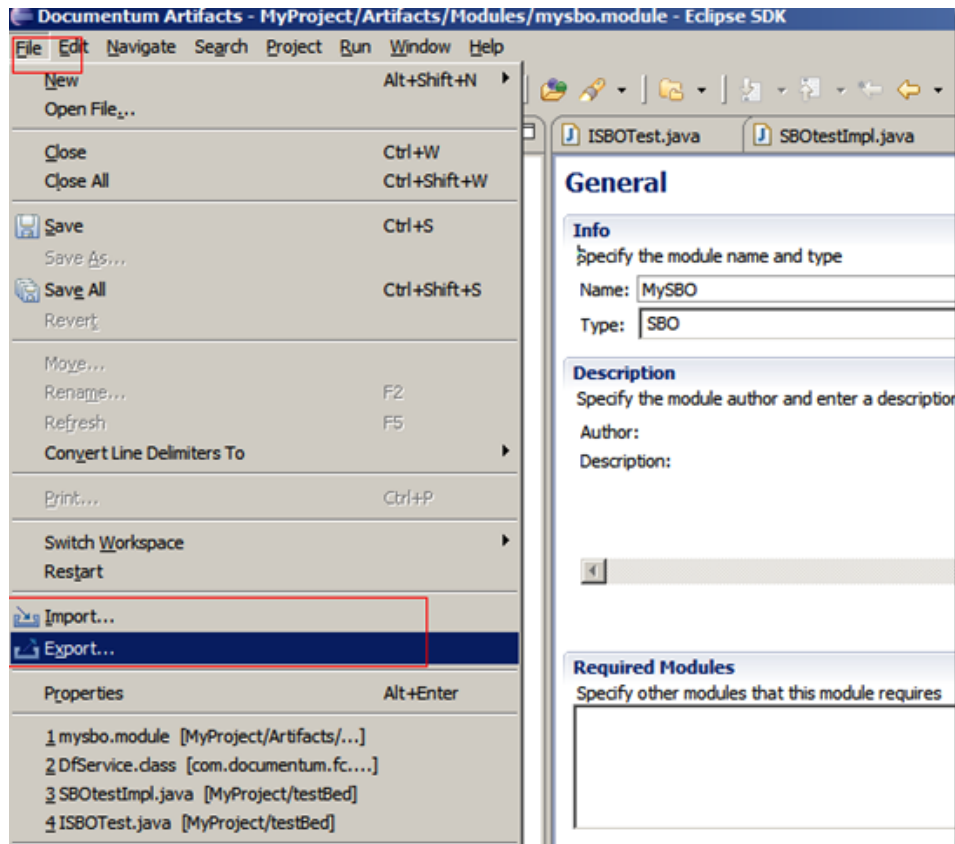 Documentum Artifacts - MyProject/Artifacts/Modules/mysbo.module - Eclipse SDK
File Edit Navigate Search Project Run Window Help
New Alt+Shift+N
Open File...
Close Ctrl+W
Close All Ctrl+Shift+W
Save Ctrl+S
Save As...
Save All Ctrl+Shift+S
Revert
Move...
Rename... F2
Refresh F5
Convert Line Delimiters To
Print... Ctrl+P
Switch Workspace
Restart
Import...
Export...
Properties Alt+Enter
1 mysbo.module [MyProject/Artifacts/...]
2 DfService.class [com.documentum.fc....]
3 SBOtestImpl.java [MyProject/testBed]
4 ISBOTest.java [MyProject/testBed]
ISBOTest.java SBOtestImpl.java
General
Info
Specify the module name and type
Name: MySBO
Type: SBO
Description
Specify the module author and enter a description
Author:
Description:
Required Modules
Specify other modules that this module requires